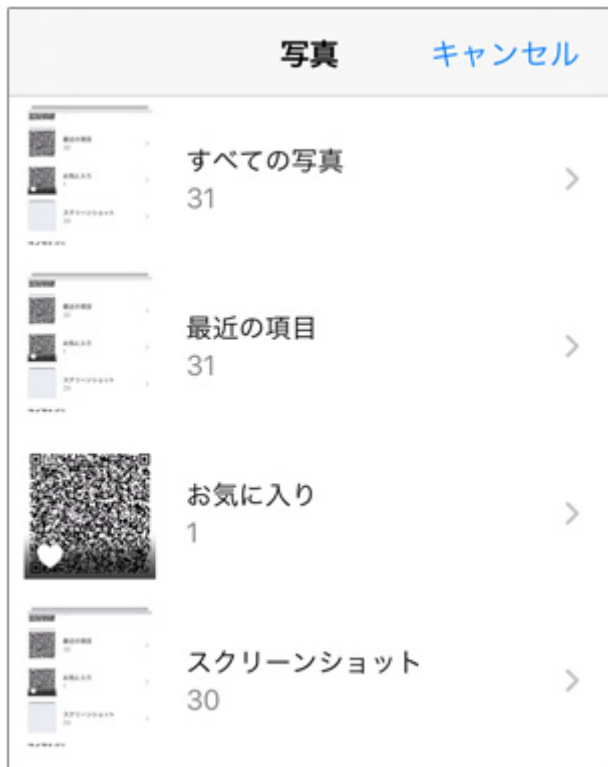 写真 キャンセル
すべての写真
31
最近の項目
31
お気に入り
1
スクリーンショット
30